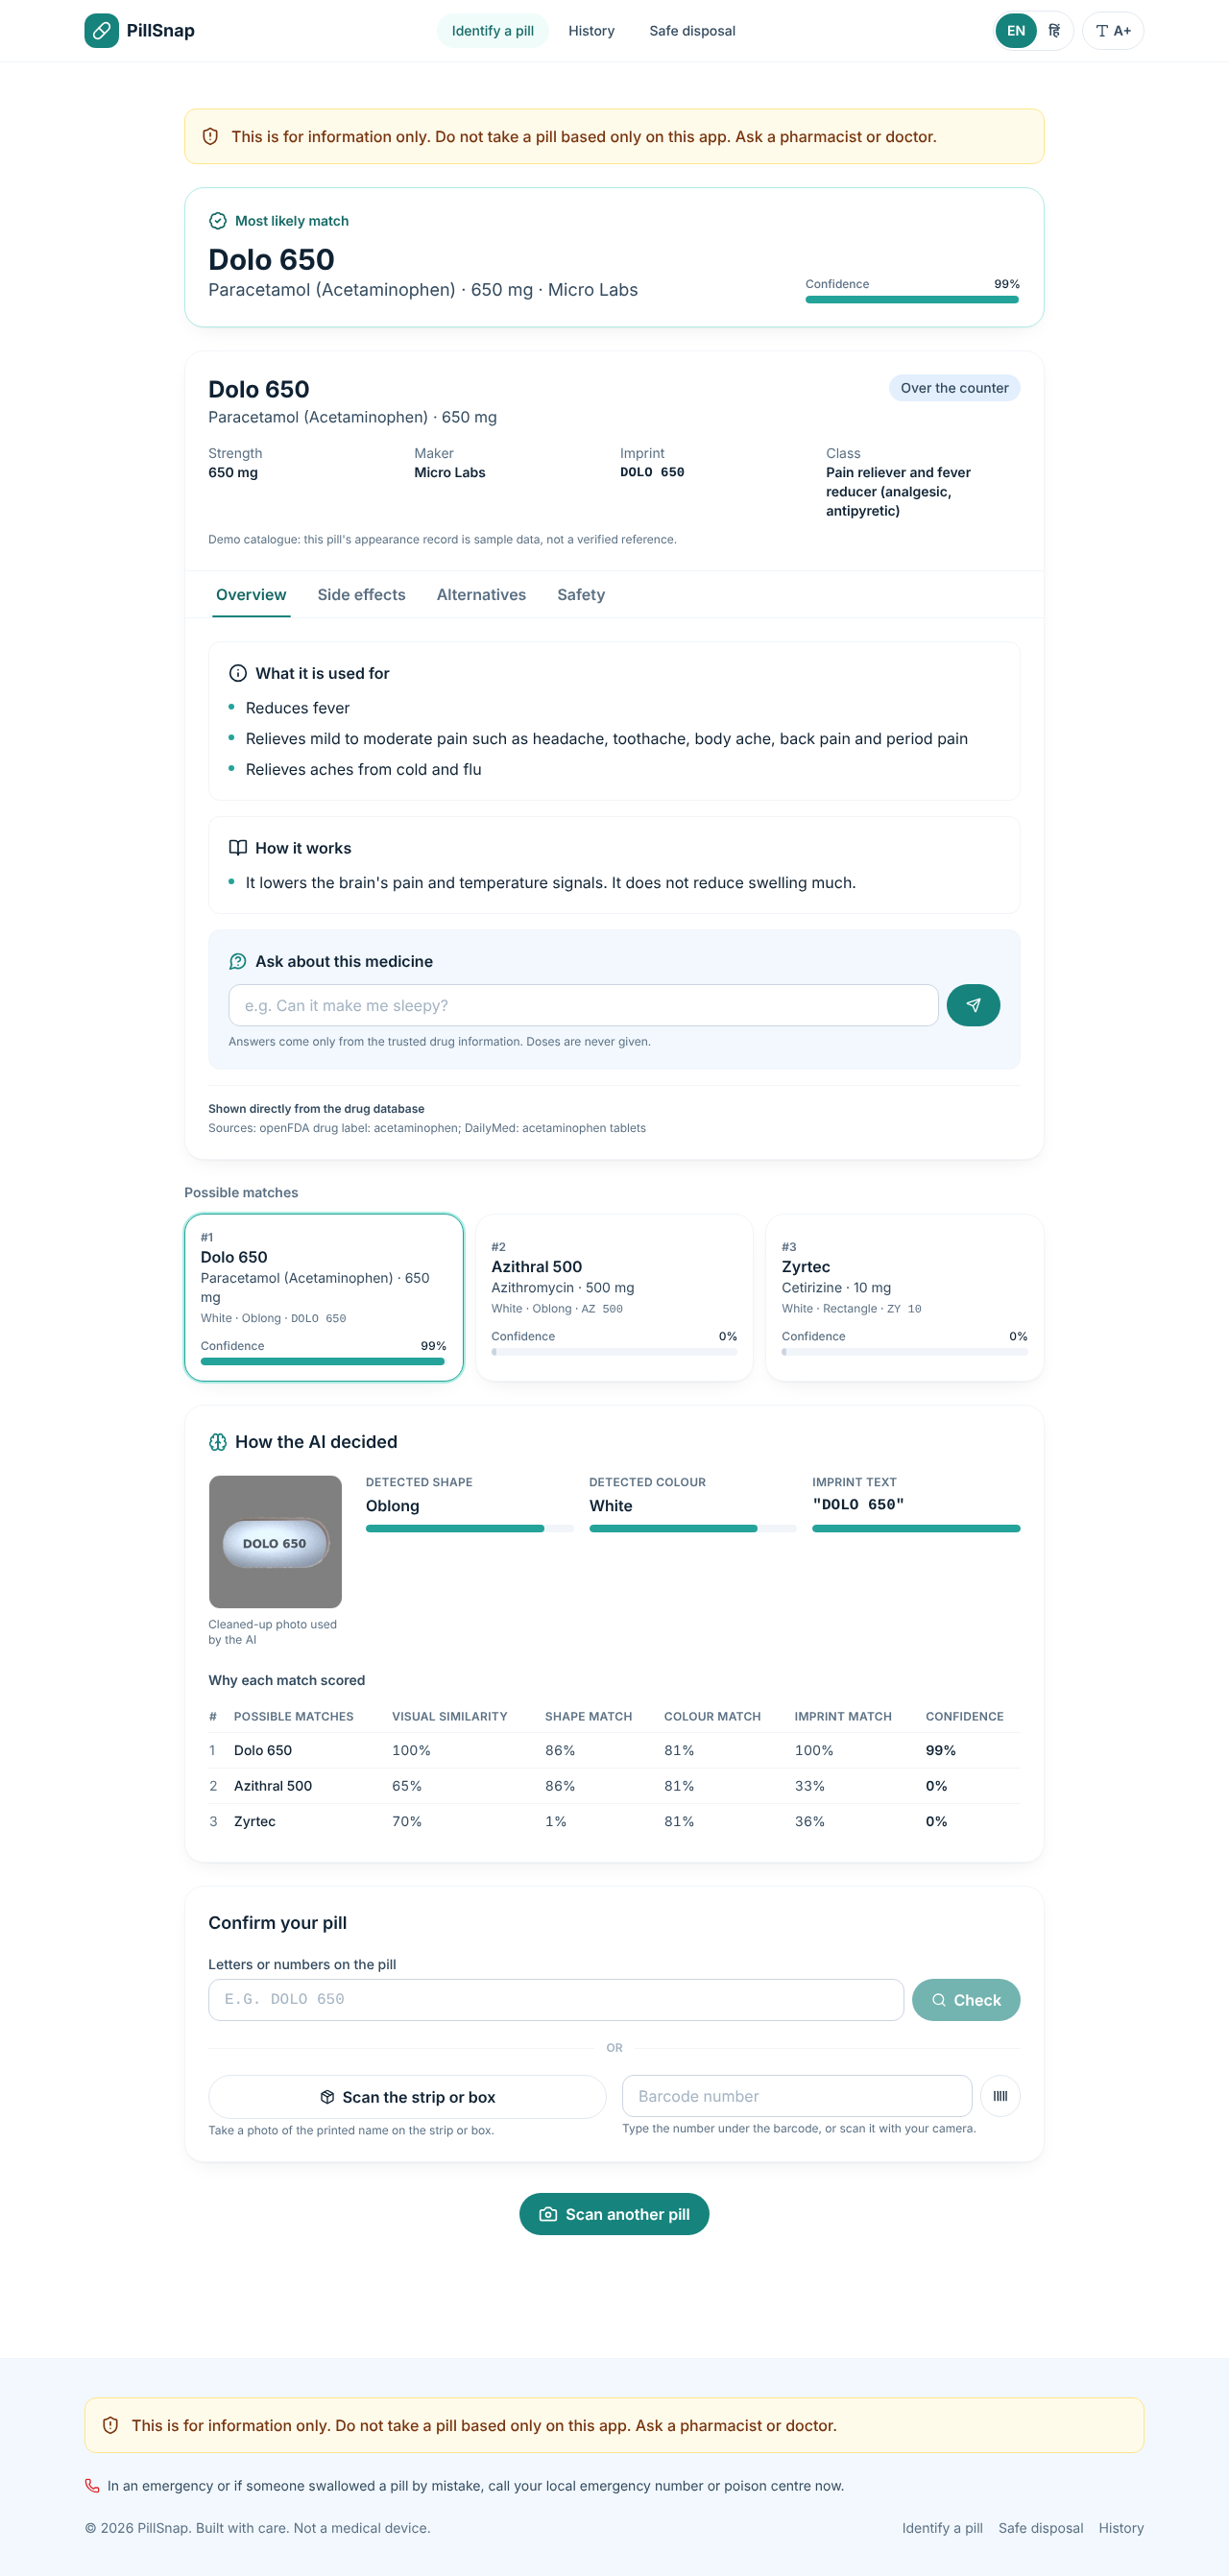 PillSnap
Identify a pill
History
Safe disposal
EN
हिं
A+
This is for information only. Do not take a pill based only on this app. Ask a pharmacist or doctor.
Most likely match
Dolo 650
Paracetamol (Acetaminophen) · 650 mg · Micro Labs
Confidence 99%
Dolo 650
Over the counter
Paracetamol (Acetaminophen) · 650 mg
Strength
650 mg
Maker
Micro Labs
Imprint
DOLO 650
Class
Pain reliever and fever
reducer (analgesic,
antipyretic)
Demo catalogue: this pill's appearance record is sample data, not a verified reference.
Overview
Side effects
Alternatives
Safety
What it is used for
Reduces fever
Relieves mild to moderate pain such as headache, toothache, body ache, back pain and period pain
Relieves aches from cold and flu
How it works
It lowers the brain's pain and temperature signals. It does not reduce swelling much.
Ask about this medicine
e.g. Can it make me sleepy?
Answers come only from the trusted drug information. Doses are never given.
Shown directly from the drug database
Sources: openFDA drug label: acetaminophen; DailyMed: acetaminophen tablets
Possible matches
#1
Dolo 650
Paracetamol (Acetaminophen) · 650
mg
White · Oblong · DOLO 650
Confidence 99%
#2
Azithral 500
Azithromycin · 500 mg
White · Oblong · AZ 500
Confidence 0%
#3
Zyrtec
Cetirizine · 10 mg
White · Rectangle · ZY 10
Confidence 0%
How the AI decided
DOLO 650
Cleaned-up photo used
by the AI
DETECTED SHAPE
Oblong
DETECTED COLOUR
White
IMPRINT TEXT
"DOLO 650"
Why each match scored
# POSSIBLE MATCHES VISUAL SIMILARITY SHAPE MATCH COLOUR MATCH IMPRINT MATCH CONFIDENCE
1 Dolo 650 100% 86% 81% 100% 99%
2 Azithral 500 65% 86% 81% 33% 0%
3 Zyrtec 70% 1% 81% 36% 0%
Confirm your pill
Letters or numbers on the pill
E.G. DOLO 650
Check
OR
Scan the strip or box
Take a photo of the printed name on the strip or box.
Barcode number
Type the number under the barcode, or scan it with your camera.
Scan another pill
This is for information only. Do not take a pill based only on this app. Ask a pharmacist or doctor.
In an emergency or if someone swallowed a pill by mistake, call your local emergency number or poison centre now.
© 2026 PillSnap. Built with care. Not a medical device.
Identify a pill
Safe disposal
History